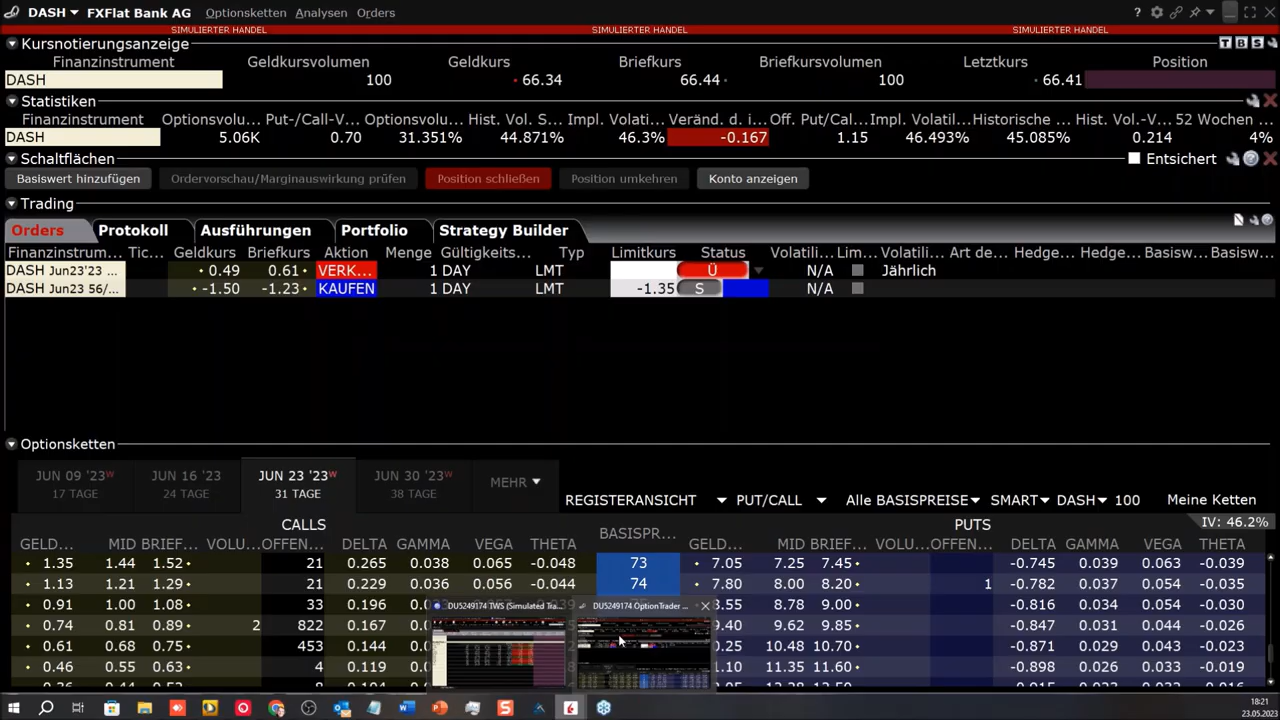 DASH FXFlat Bank AG Optionsketten Analysen Orders ?
SIMULIERTER HANDEL SIMULIERTER HANDEL SIMULIERTER HANDEL
Kursnotierungsanzeige T B S
Finanzinstrument Geldkursvolumen Geldkurs Briefkurs Briefkursvolumen Letztkurs Position
DASH 100 66.34 66.44 100 66.41
Statistiken
Finanzinstrument Optionsvolu... Put-/Call-V... Optionsvolu... Hist. Vol. S... Impl. Volati... Veränd. d. i... Off. Put/Cal... Impl. Volatil... Historische ... Hist. Vol.-V... 52 Wochen ...
DASH 5.06K 0.70 31.351% 44.871% 46.3% -0.167 1.15 46.493% 45.085% 0.214 4%
Schaltflächen Entsichert
Basiswert hinzufügen Ordervorschau/Marginauswirkung prüfen Position schließen Position umkehren Konto anzeigen
Trading
Orders Protokoll Ausführungen Portfolio Strategy Builder
Finanzinstrum... Tic... Geldkurs Briefkurs Aktion Menge Gültigkeits... Typ Limitkurs Status Volatili... Lim... Volatili... Art de... Hedge... Hedge... Basisw... Basisw...
DASH Jun23'23 ... 0.49 0.61 VERK... 1 DAY LMT Ü N/A Jährlich
DASH Jun23 56/... -1.50 -1.23 KAUFEN 1 DAY LMT -1.35 S N/A
Optionsketten
JUN 09 '23W JUN 16 '23 JUN 23 '23W JUN 30 '23W MEHR
17 TAGE 24 TAGE 31 TAGE 38 TAGE
REGISTERANSICHT PUT/CALL Alle BASISPREISE SMART DASH 100 Meine Ketten
CALLS PUTS IV: 46.2%
GELD... MID BRIEF... VOLU... OFFEN... DELTA GAMMA VEGA THETA BASISPR... GELD... MID BRIEF... VOLU... OFFEN... DELTA GAMMA VEGA THETA
1.35 1.44 1.52 21 0.265 0.038 0.065 -0.048 73 7.05 7.25 7.45 -0.745 0.039 0.063 -0.039
1.13 1.21 1.29 21 0.229 0.036 0.056 -0.044 74 7.80 8.00 8.20 1 -0.782 0.037 0.054 -0.035
0.91 1.00 1.08 33 0.196 8.78 9.00 -0.816 0.034 0.054 -0.030
0.74 0.81 0.89 2 822 0.167 9.62 9.85 -0.847 0.031 0.044 -0.026
0.61 0.68 0.75 453 0.144 10.48 10.70 -0.871 0.029 0.033 -0.019
0.46 0.55 0.63 4 0.119 11.35 11.60 -0.898 0.026 0.033 -0.016
DU5249174 TWS (Simulated Tra... DU5249174 OptionTrader ...
18:21
23.05.2023